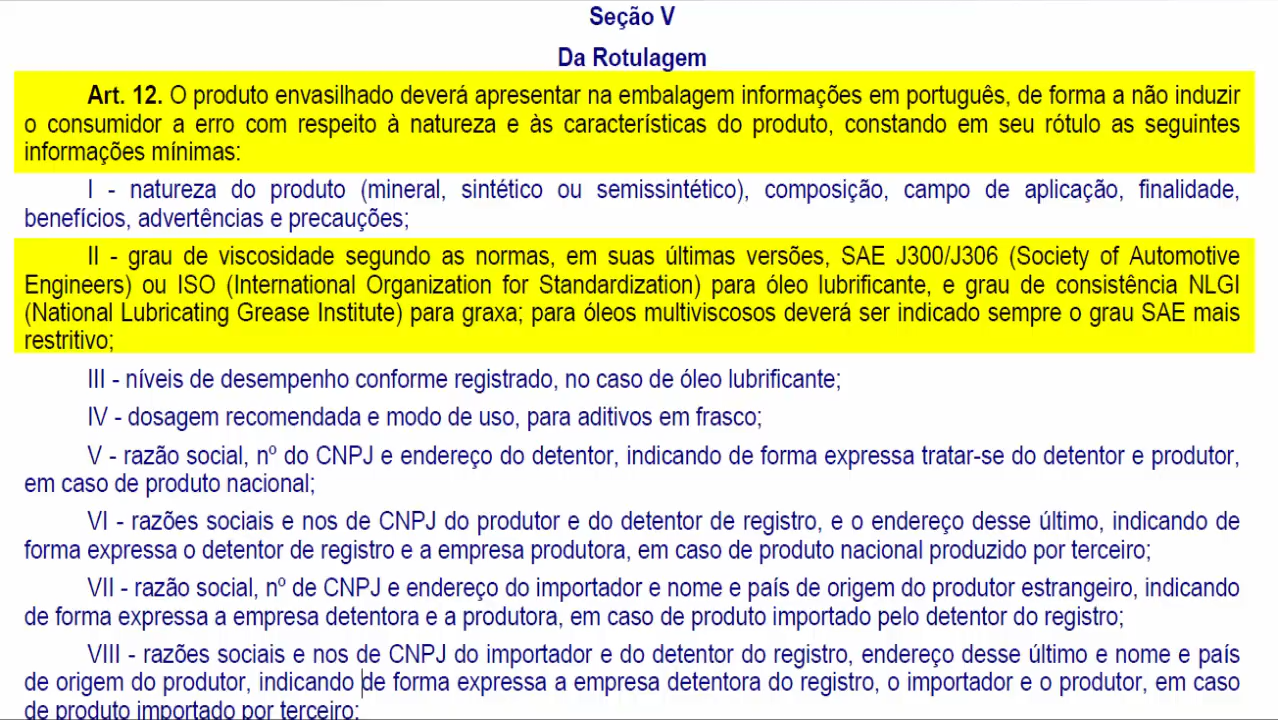 Seção V
Da Rotulagem
Art. 12. O produto envasilhado deverá apresentar na embalagem informações em português, de forma a não induzir
o consumidor a erro com respeito à natureza e às características do produto, constando em seu rótulo as seguintes
informações mínimas:
I - natureza do produto (mineral, sintético ou semissintético), composição, campo de aplicação, finalidade,
benefícios, advertências e precauções;
II - grau de viscosidade segundo as normas, em suas últimas versões, SAE J300/J306 (Society of Automotive
Engineers) ou ISO (International Organization for Standardization) para óleo lubrificante, e grau de consistência NLGI
(National Lubricating Grease Institute) para graxa; para óleos multiviscosos deverá ser indicado sempre o grau SAE mais
restritivo;
III - níveis de desempenho conforme registrado, no caso de óleo lubrificante;
IV - dosagem recomendada e modo de uso, para aditivos em frasco;
V - razão social, nº do CNPJ e endereço do detentor, indicando de forma expressa tratar-se do detentor e produtor,
em caso de produto nacional;
VI - razões sociais e nos de CNPJ do produtor e do detentor de registro, e o endereço desse último, indicando de
forma expressa o detentor de registro e a empresa produtora, em caso de produto nacional produzido por terceiro;
VII - razão social, nº de CNPJ e endereço do importador e nome e país de origem do produtor estrangeiro, indicando
de forma expressa a empresa detentora e a produtora, em caso de produto importado pelo detentor do registro;
VIII - razões sociais e nos de CNPJ do importador e do detentor do registro, endereço desse último e nome e país
de origem do produtor, indicando de forma expressa a empresa detentora do registro, o importador e o produtor, em caso
de produto importado por terceiro;